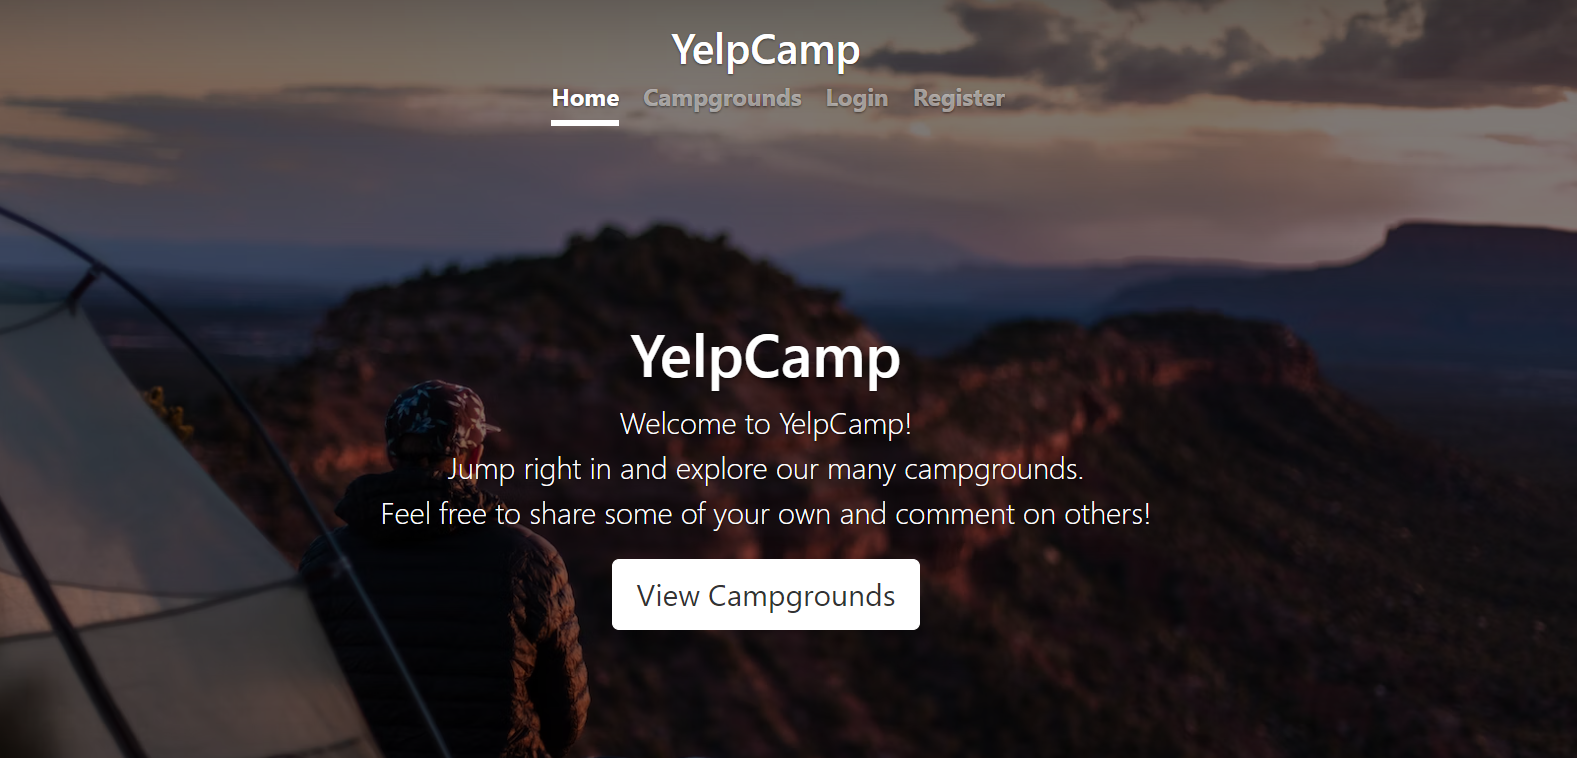 YelpCamp
Home Campgrounds Login Register
YelpCamp
Welcome to YelpCamp!
Jump right in and explore our many campgrounds.
Feel free to share some of your own and comment on others!
View Campgrounds